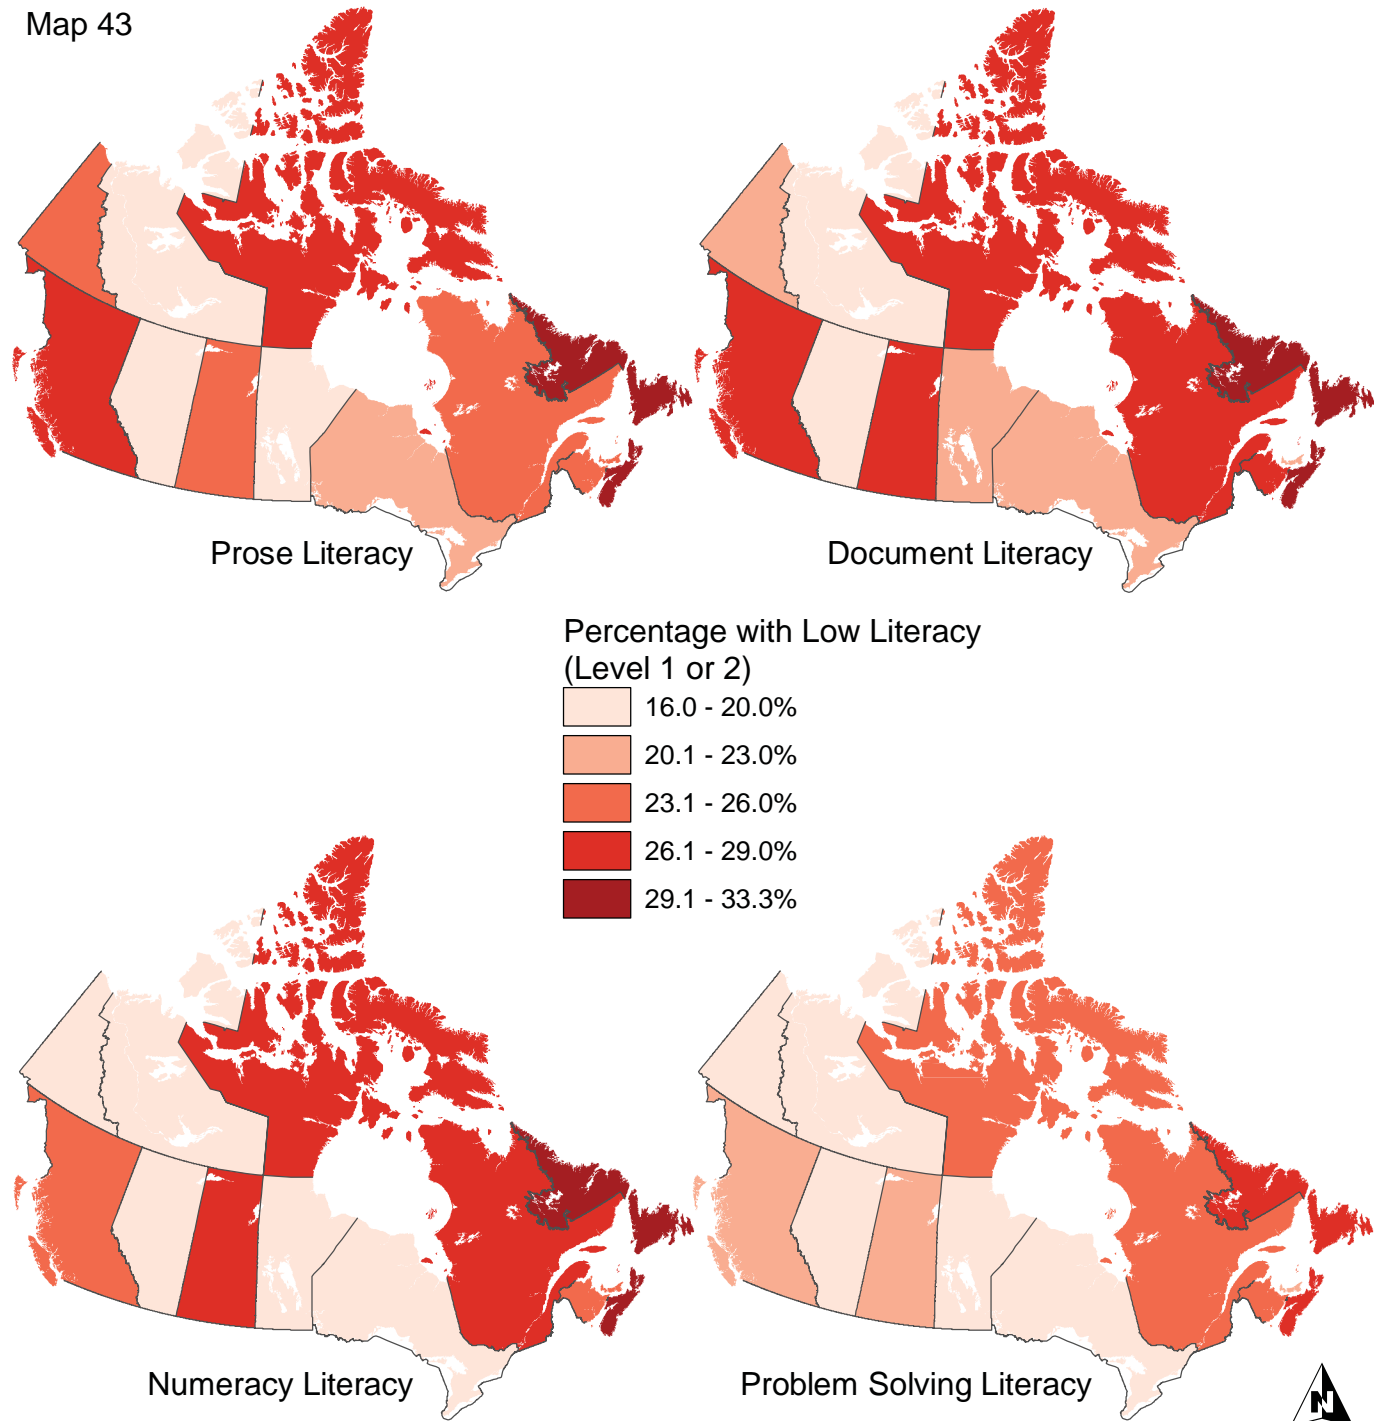 Map 43
Prose Literacy
Document Literacy
Percentage with Low Literacy
(Level 1 or 2)
16.0 - 20.0%
20.1 - 23.0%
23.1 - 26.0%
26.1 - 29.0%
29.1 - 33.3%
Numeracy Literacy
Problem Solving Literacy
N